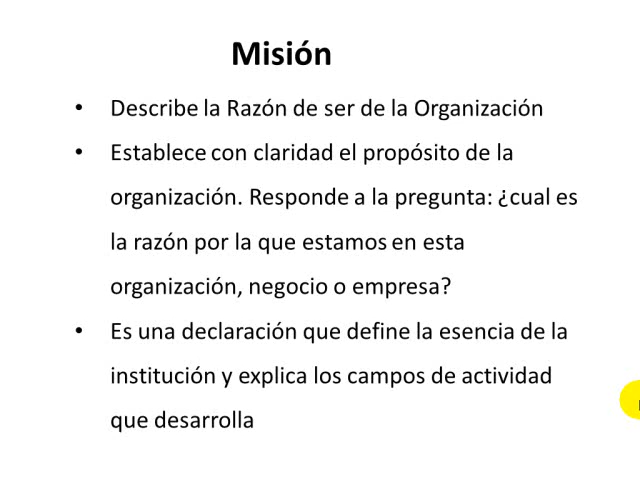 Misión
• Describe la Razón de ser de la Organización
• Establece con claridad el propósito de la
organización. Responde a la pregunta: ¿cual es
la razón por la que estamos en esta
organización, negocio o empresa?
• Es una declaración que define la esencia de la
institución y explica los campos de actividad
que desarrolla